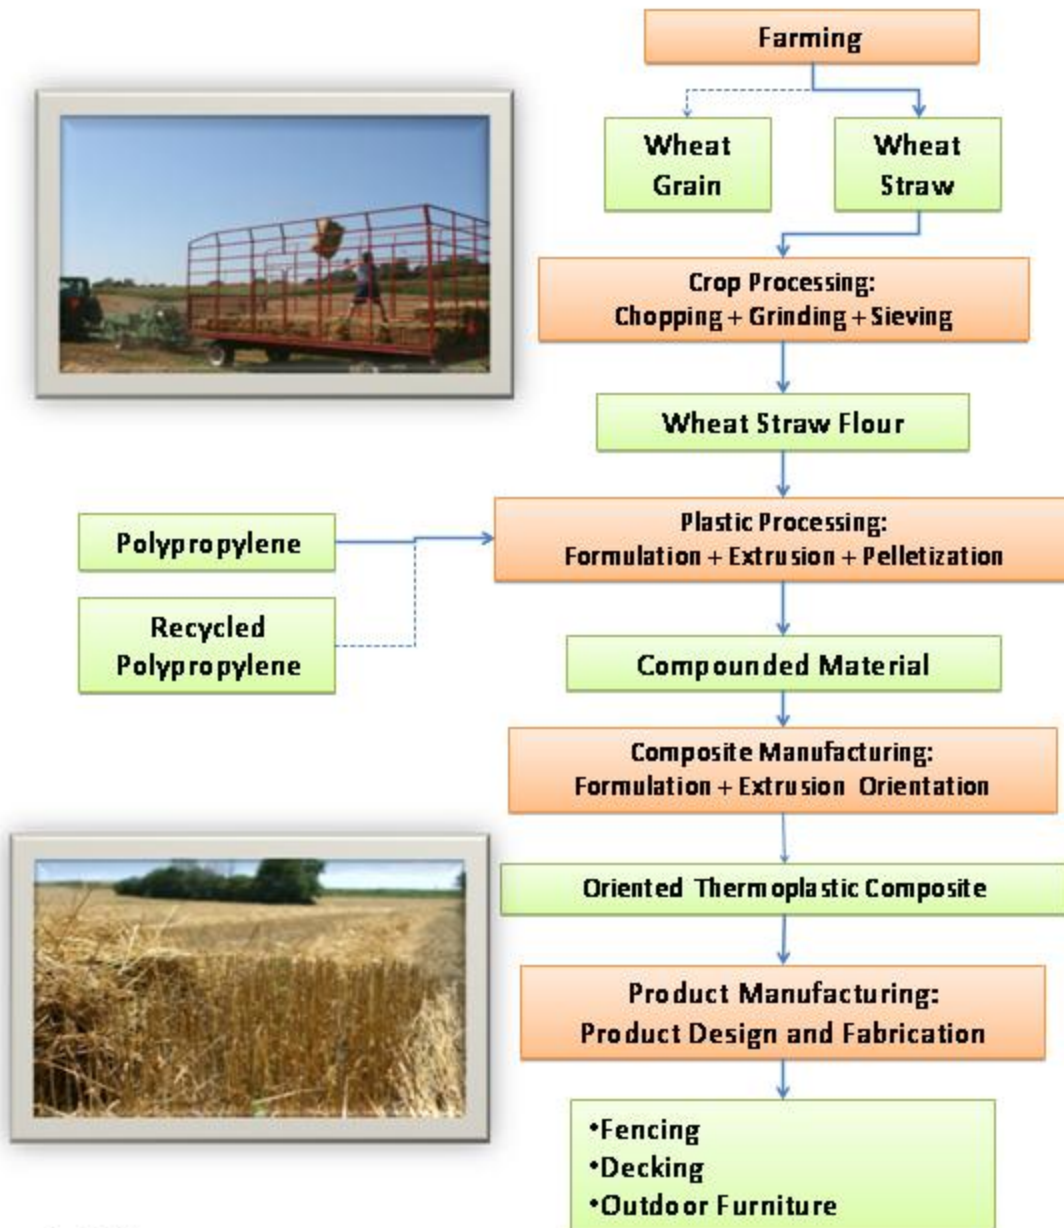 Farming
Wheat
Grain
Wheat
Straw
Crop Processing:
Chopping + Grinding + Sieving
Wheat Straw Flour
Plastic Processing:
Formulation + Extrusion + Pelletization
Polypropylene
Recycled
Polypropylene
Compounded Material
Composite Manufacturing:
Formulation + Extrusion Orientation
Oriented Thermoplastic Composite
Product Manufacturing:
Product Design and Fabrication
•Fencing
•Decking
•Outdoor Furniture